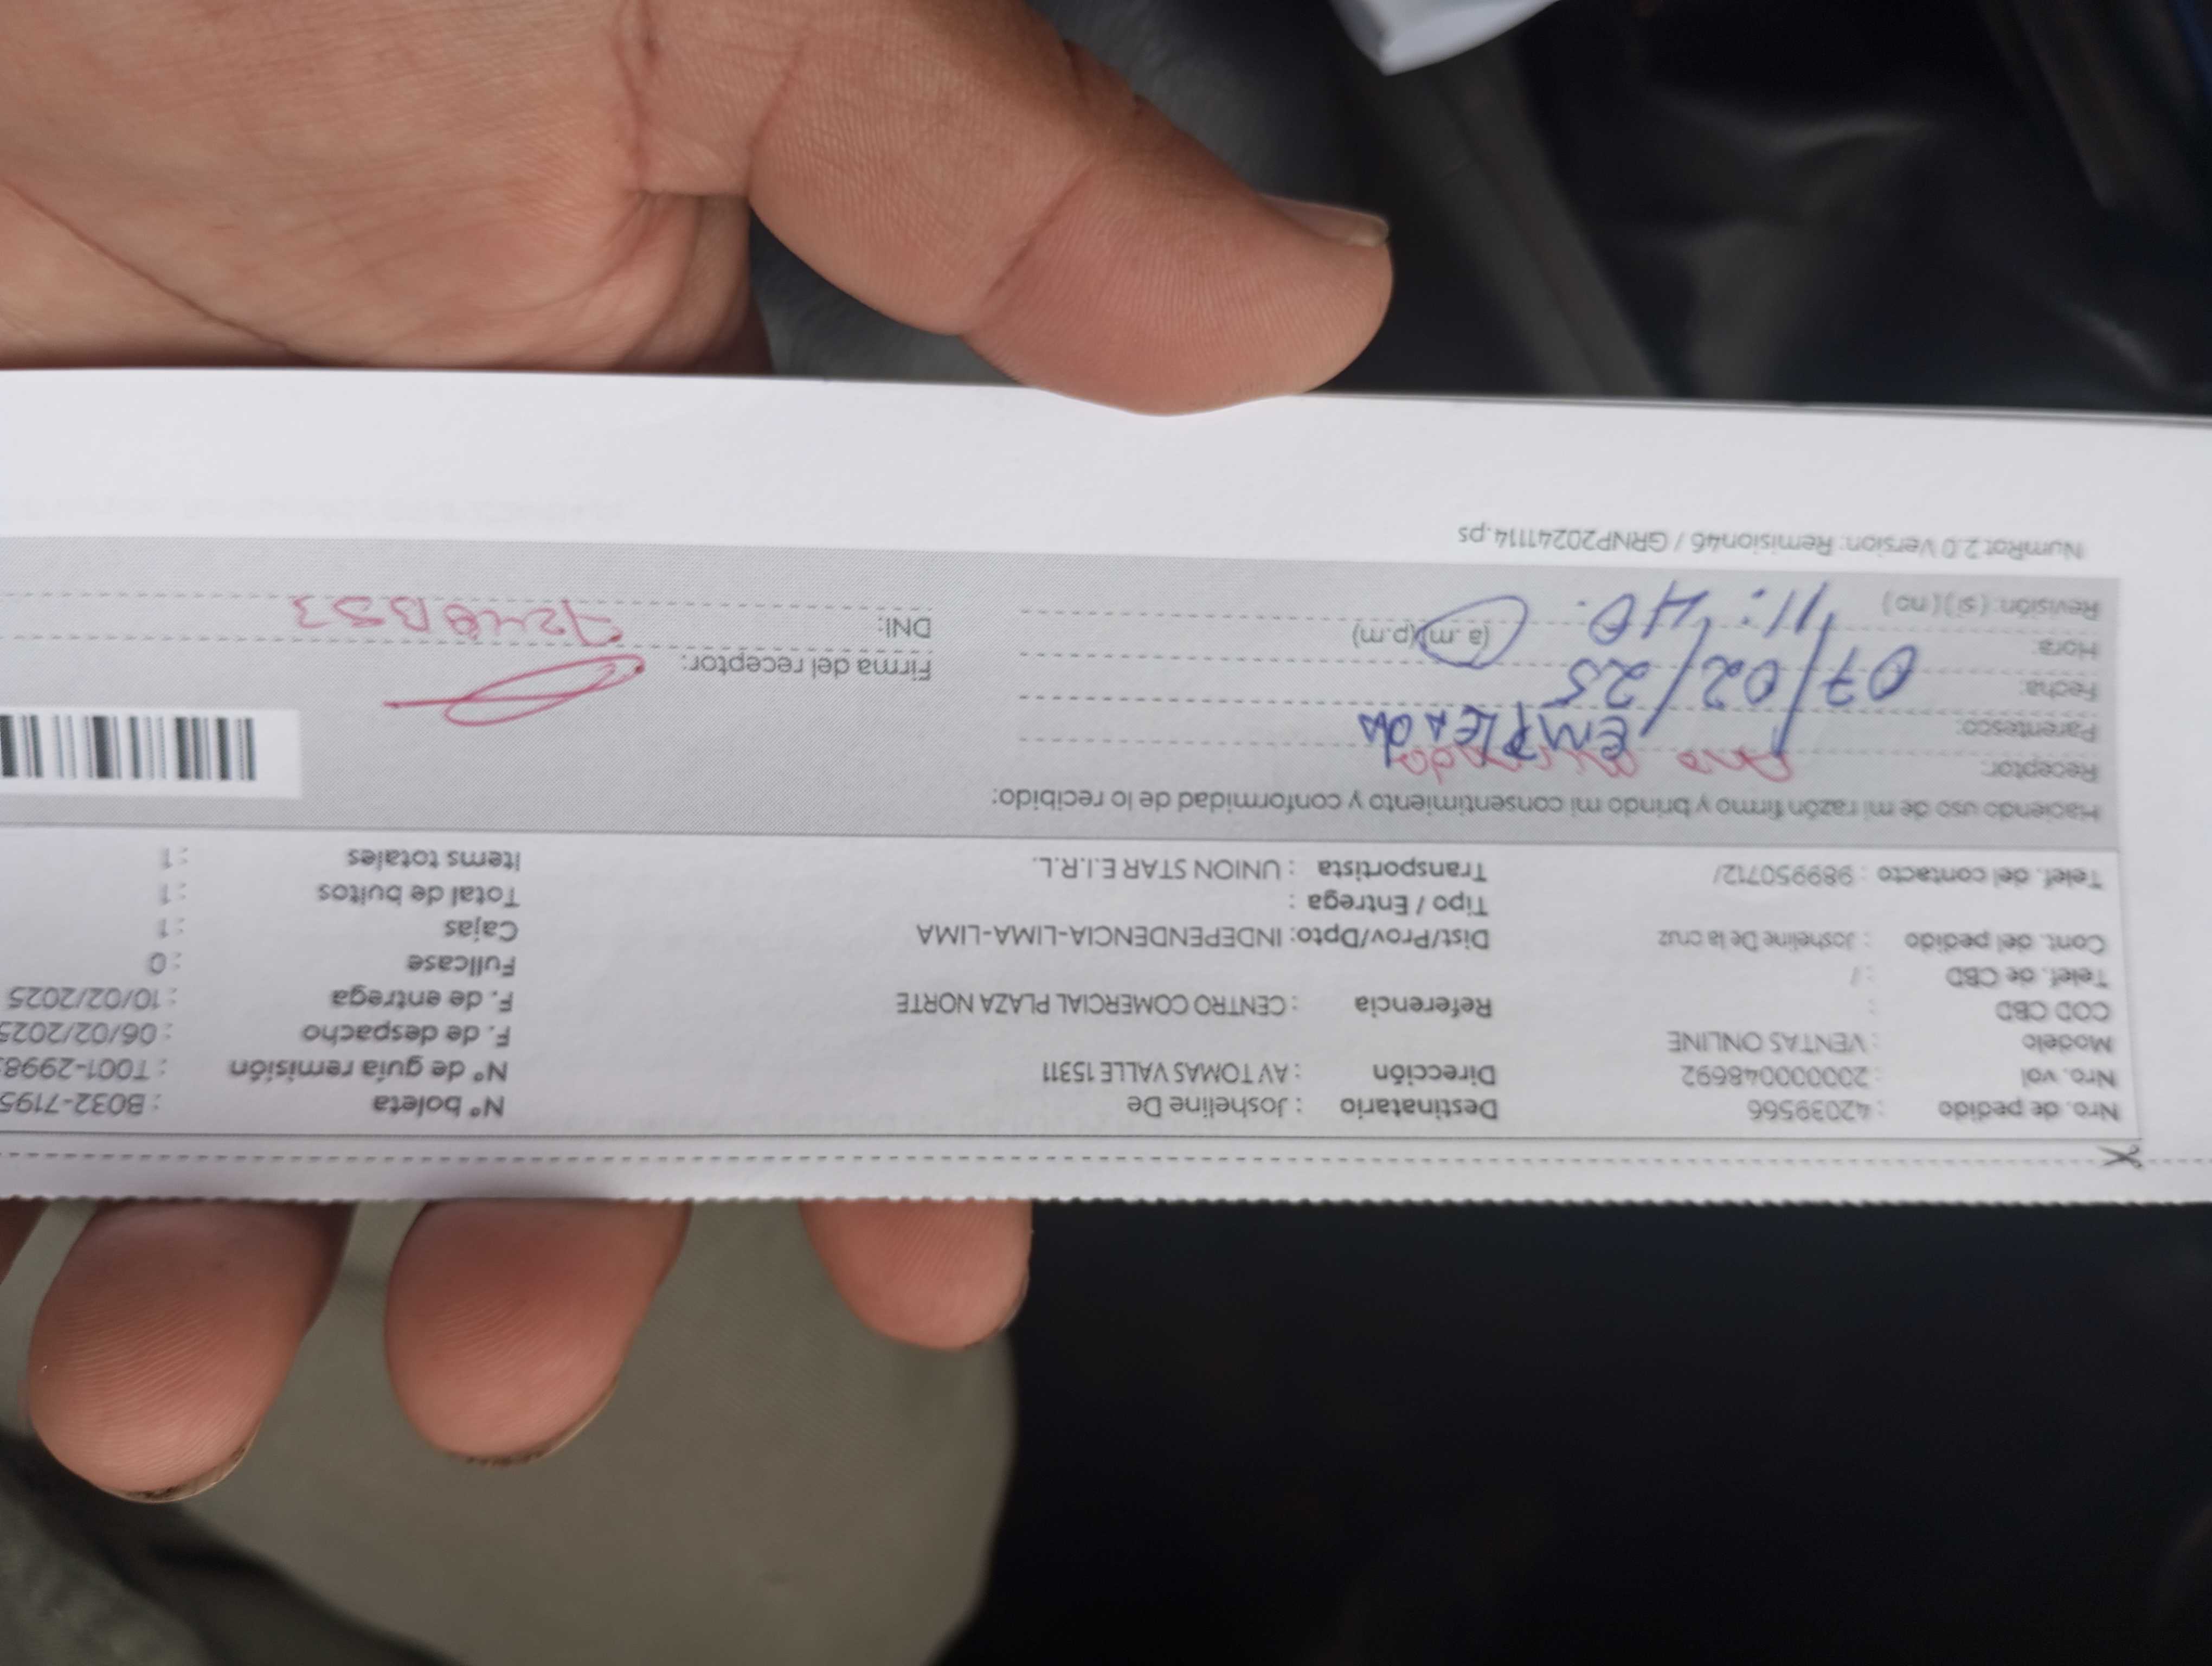 Nro. de pedido : 42039566 Destinatario : Josheline De N° boleta : B032-7195
Nro. vol : 20000048692 Dirección : AV TOMAS VALLE 15311 N° de guía remisión : T001-2998
Modelo : VENTAS ONLINE F. de despacho : 06/02/2025
COD CBD : Referencia : CENTRO COMERCIAL PLAZA NORTE F. de entrega : 10/02/2025
Telef. de CBD : / Fullcase : 0
Cont. del pedido : Josheline De la cruz Dist/Prov/Dpto: INDEPENDENCIA-LIMA-LIMA Cajas : 1
Tipo / Entrega : Total de bultos : 1
Telef. del contacto : 989950712/ Transportista : UNION STAR E.I.R.L. Items totales : 1
Haciendo uso de mi razón firmo y brindo mi consentimiento y conformidad de lo recibido:
Receptor: Ana
Parentesco: EMPLEADA
Fecha: 07/02/25 Firma del receptor:
Hora: 11:40. (a.m)(p.m) DNI:
Revisión: (si)(no)
NumRot 2.0 Version: Remision46 / GRNP20241114.ps